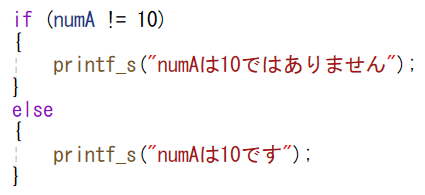 if (numA != 10)
{
    printf_s("numAは10ではありません");
}
else
{
    printf_s("numAは10です");
}